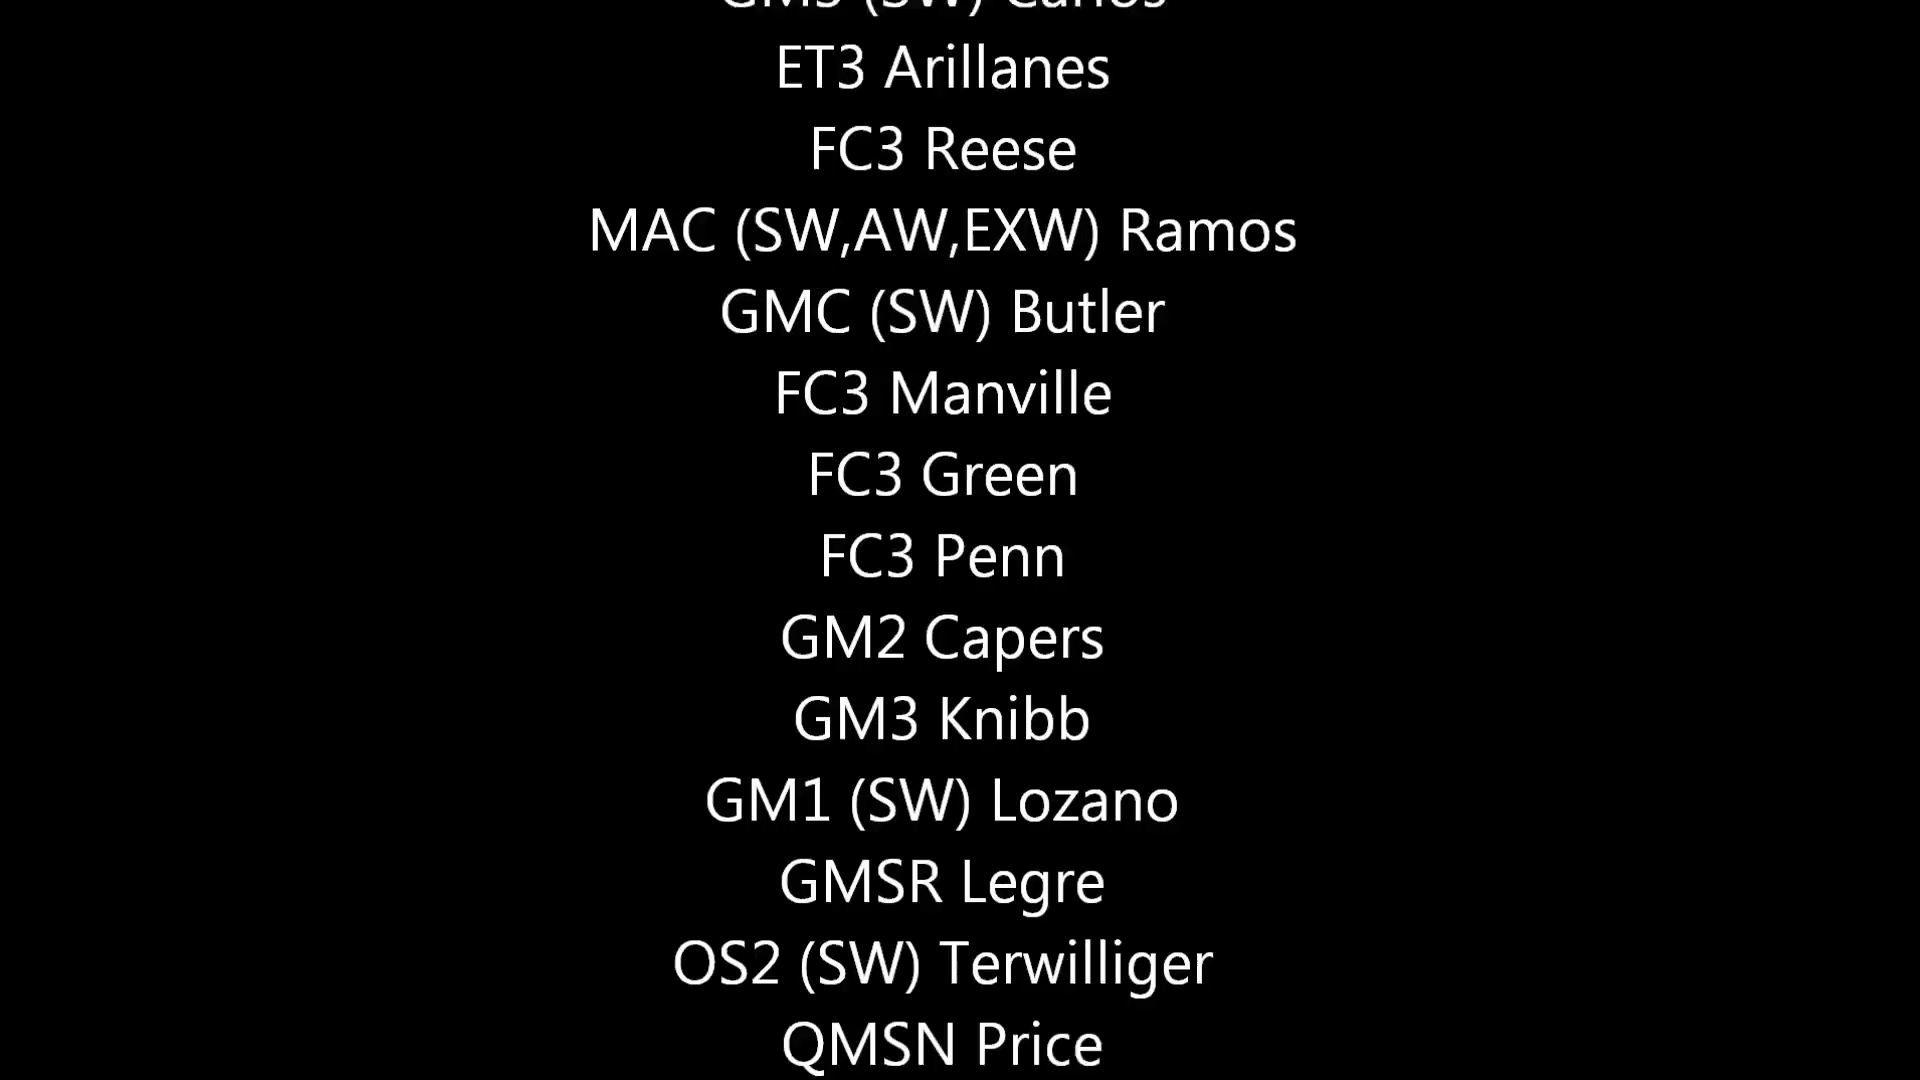 ET3 Arillanes
FC3 Reese
MAC (SW,AW,EXW) Ramos
GMC (SW) Butler
FC3 Manville
FC3 Green
FC3 Penn
GM2 Capers
GM3 Knibb
GM1 (SW) Lozano
GMSR Legre
OS2 (SW) Terwilliger
QMSN Price